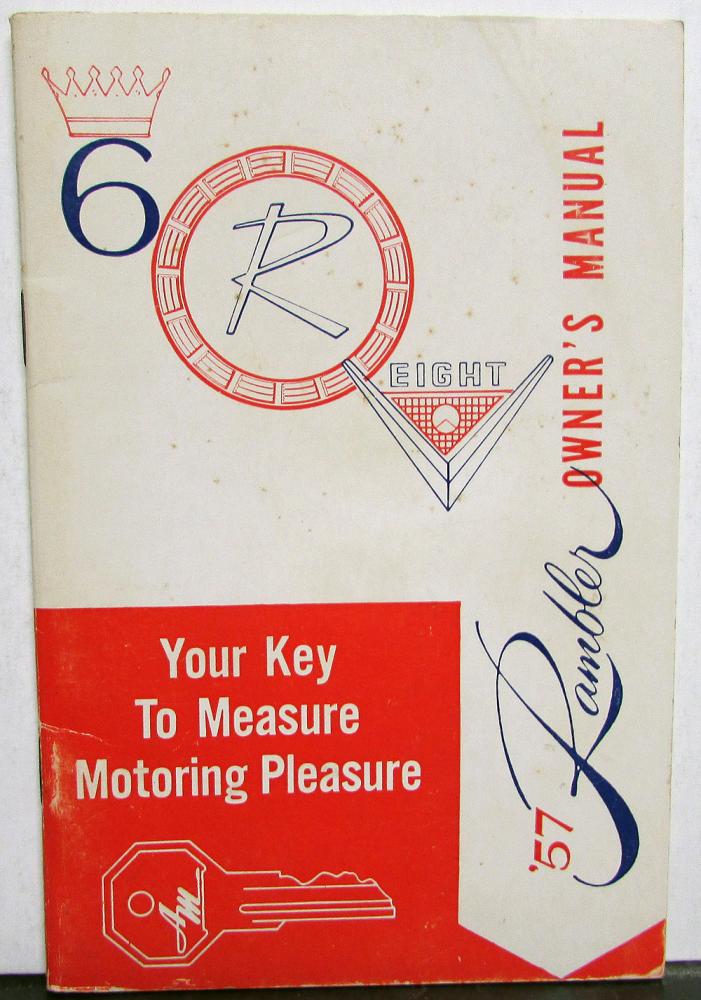 6
R
EIGHT
'57 Rambler OWNER'S MANUAL
Your Key
To Measure
Motoring Pleasure
AM